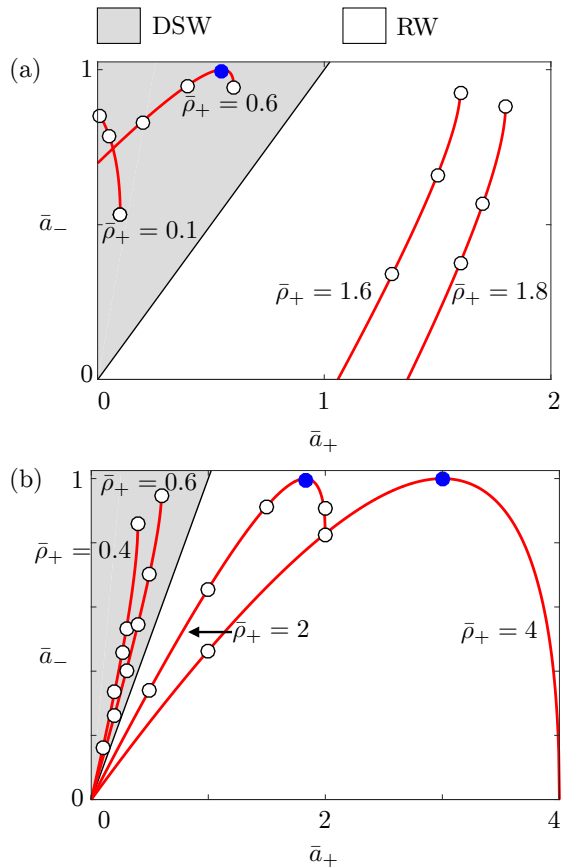 DSW RW
(a)
1
ρ̄₊ = 0.6
ā₋
ρ̄₊ = 0.1
ρ̄₊ = 1.6 ρ̄₊ = 1.8
0
0 1 2
ā₊
(b)
1 ρ̄₊ = 0.6
ρ̄₊ = 0.4
ρ̄₊ = 2 ρ̄₊ = 4
ā₋
0
0 2 4
ā₊